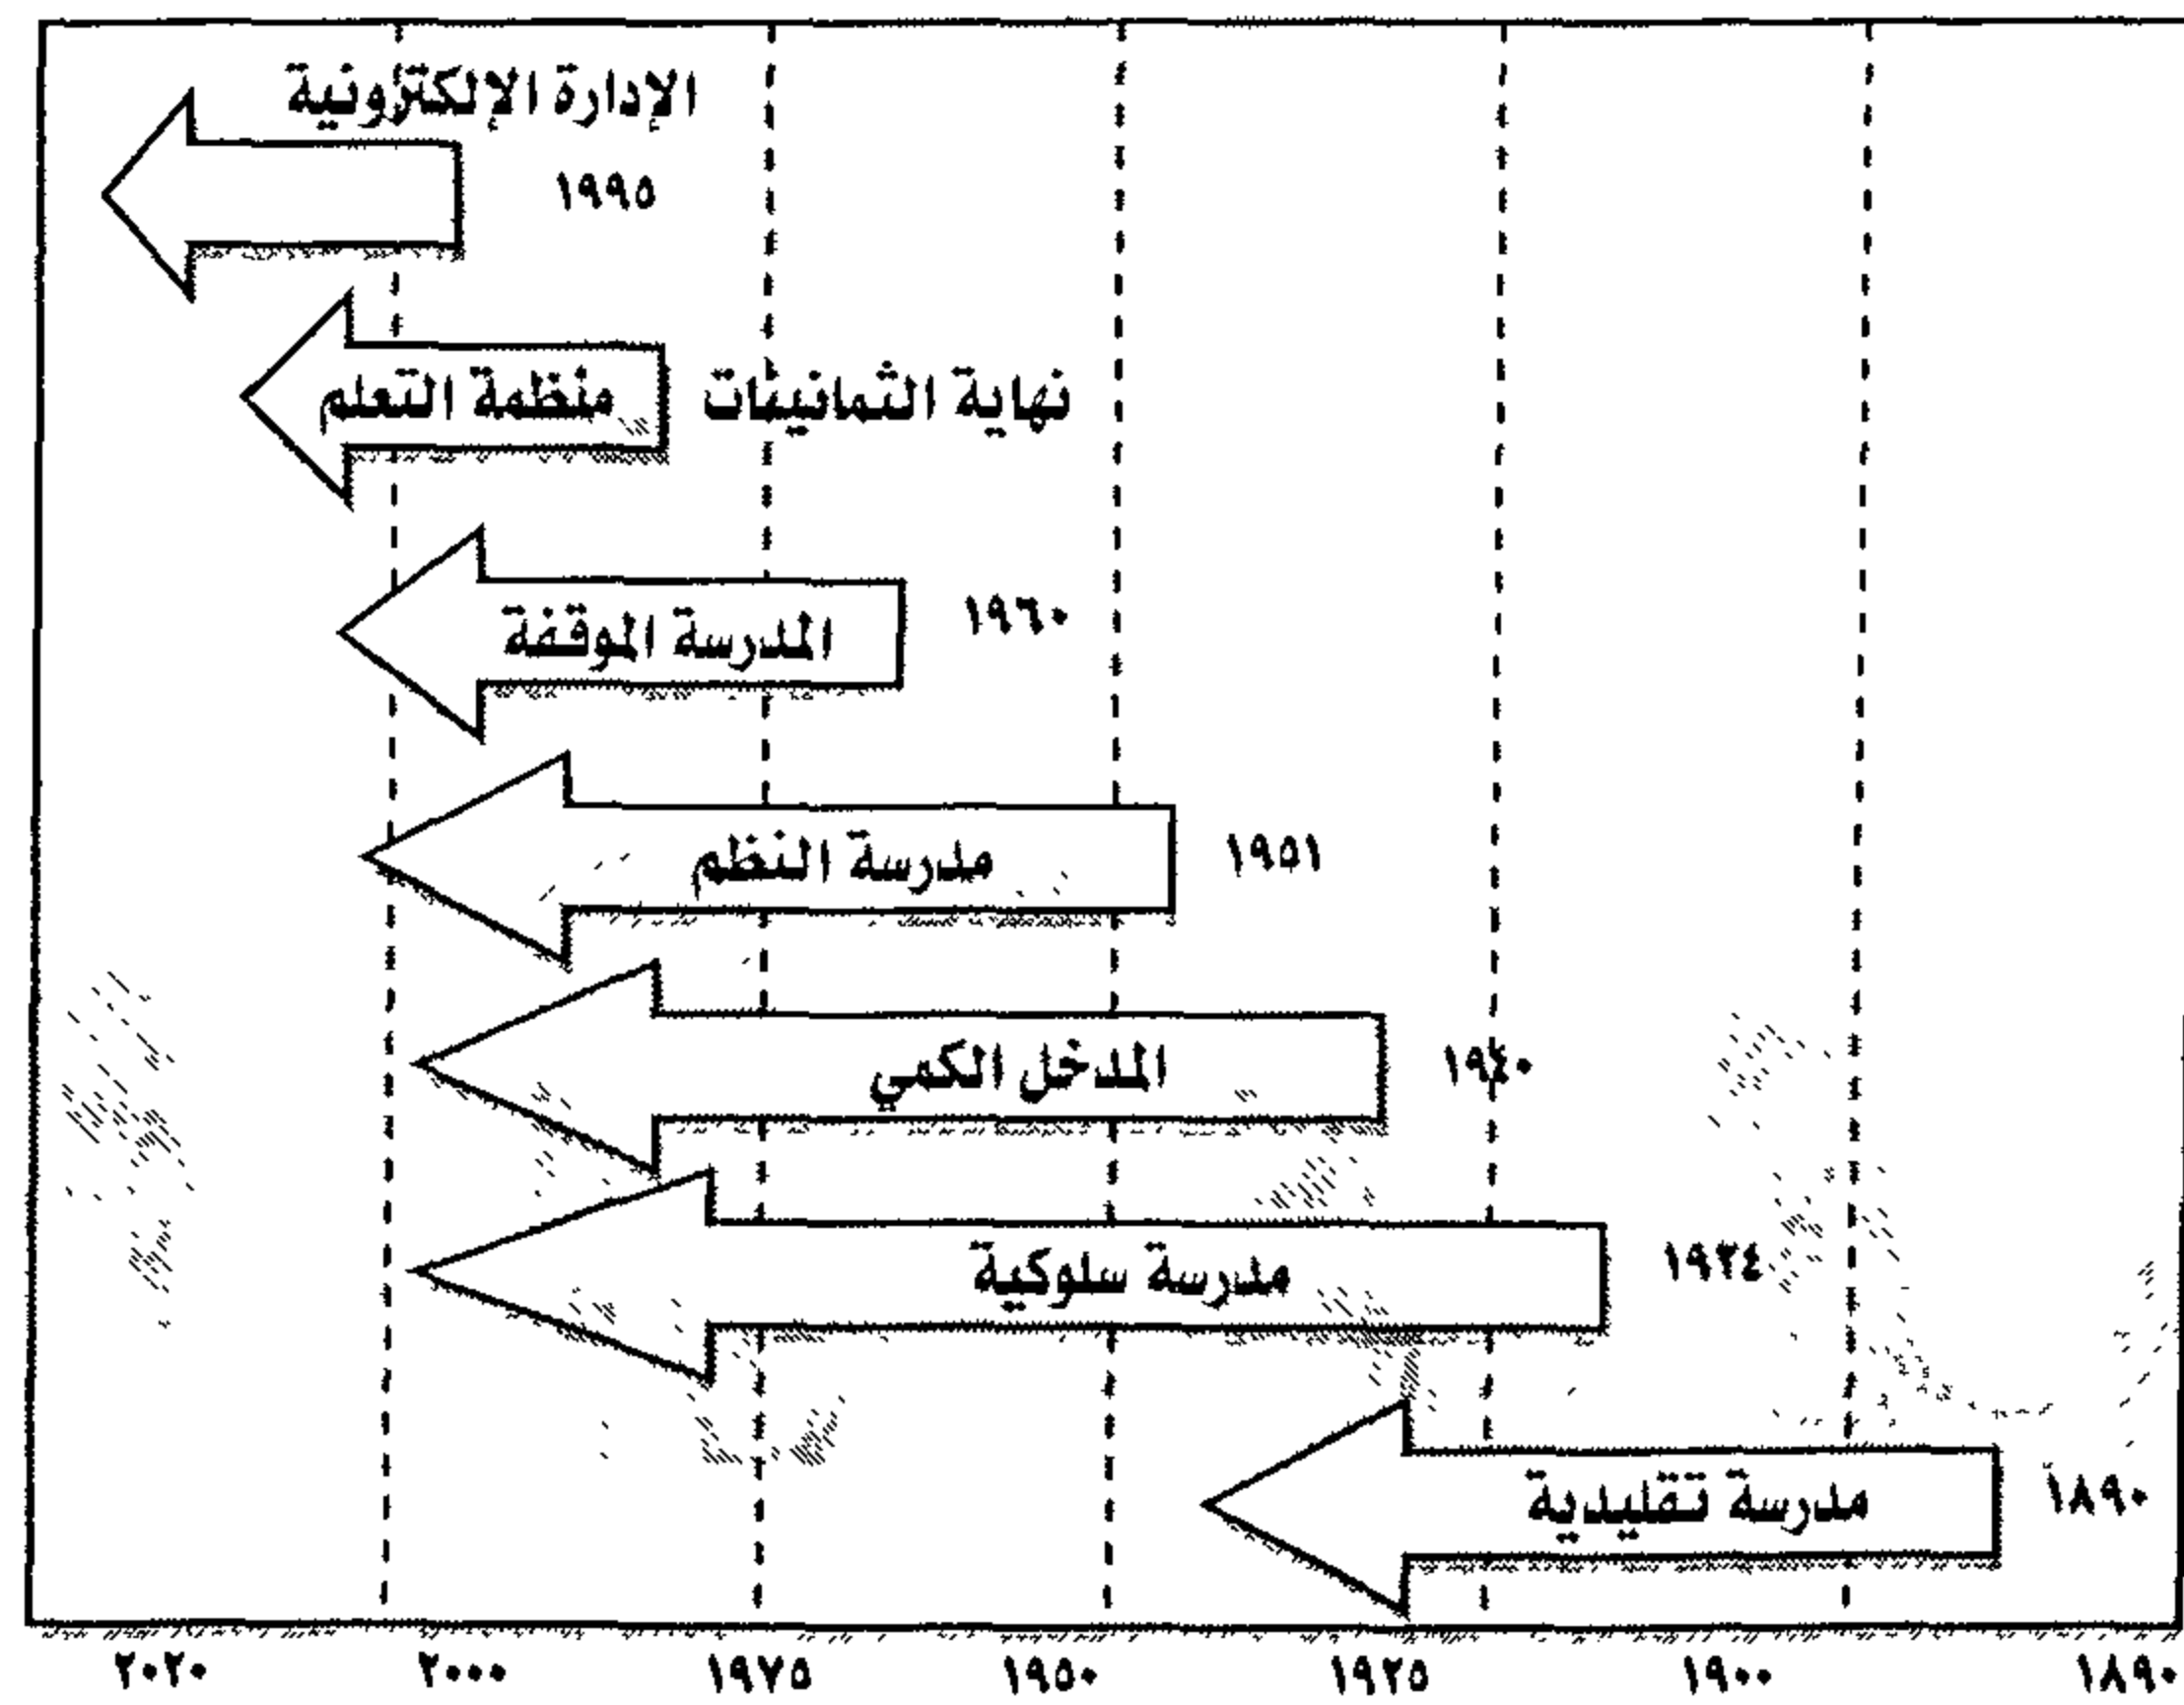 الإدارة الإلكترونية
١٩٩٥
نهاية الثمانينات
منظمة التعلم
١٩٦٠
المدرسة الموقفة
١٩٥١
مدرسة النظم
١٩٤٠
المدخل الكمي
١٩٢٤
مدرسة سلوكية
١٨٩٠
مدرسة تقليدية
١٨٩٠ ١٩٠٠ ١٩٢٥ ١٩٥٠ ١٩٧٥ ٢٠٠٠ ٢٠٢٠